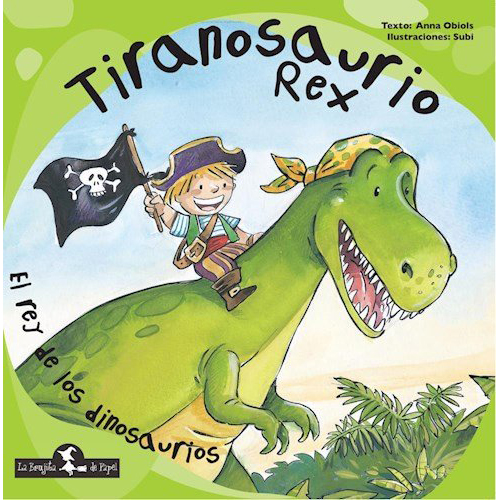 Texto: Anna Obiols
Ilustraciones: Subi
Tiranosaurio
Rex
El rey de los dinosaurios
La Brujita de Papel